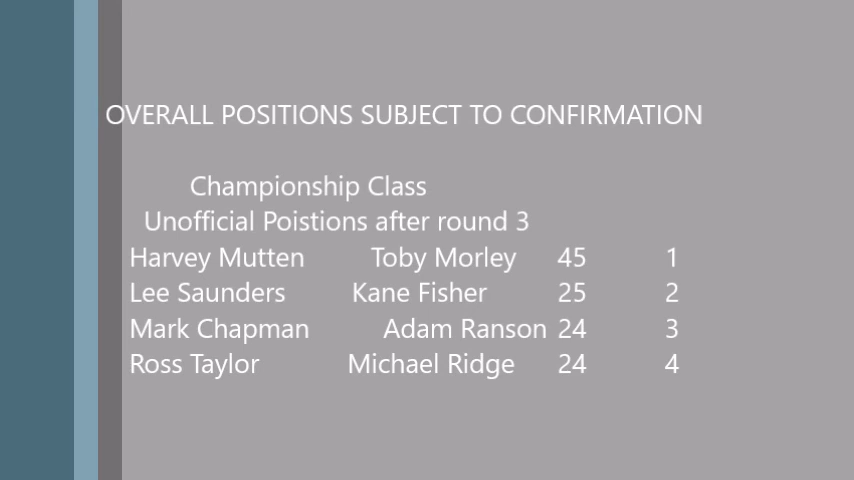 OVERALL POSITIONS SUBJECT TO CONFIRMATION
Championship Class
Unofficial Poistions after round 3
Harvey Mutten Toby Morley 45 1
Lee Saunders Kane Fisher 25 2
Mark Chapman Adam Ranson 24 3
Ross Taylor Michael Ridge 24 4